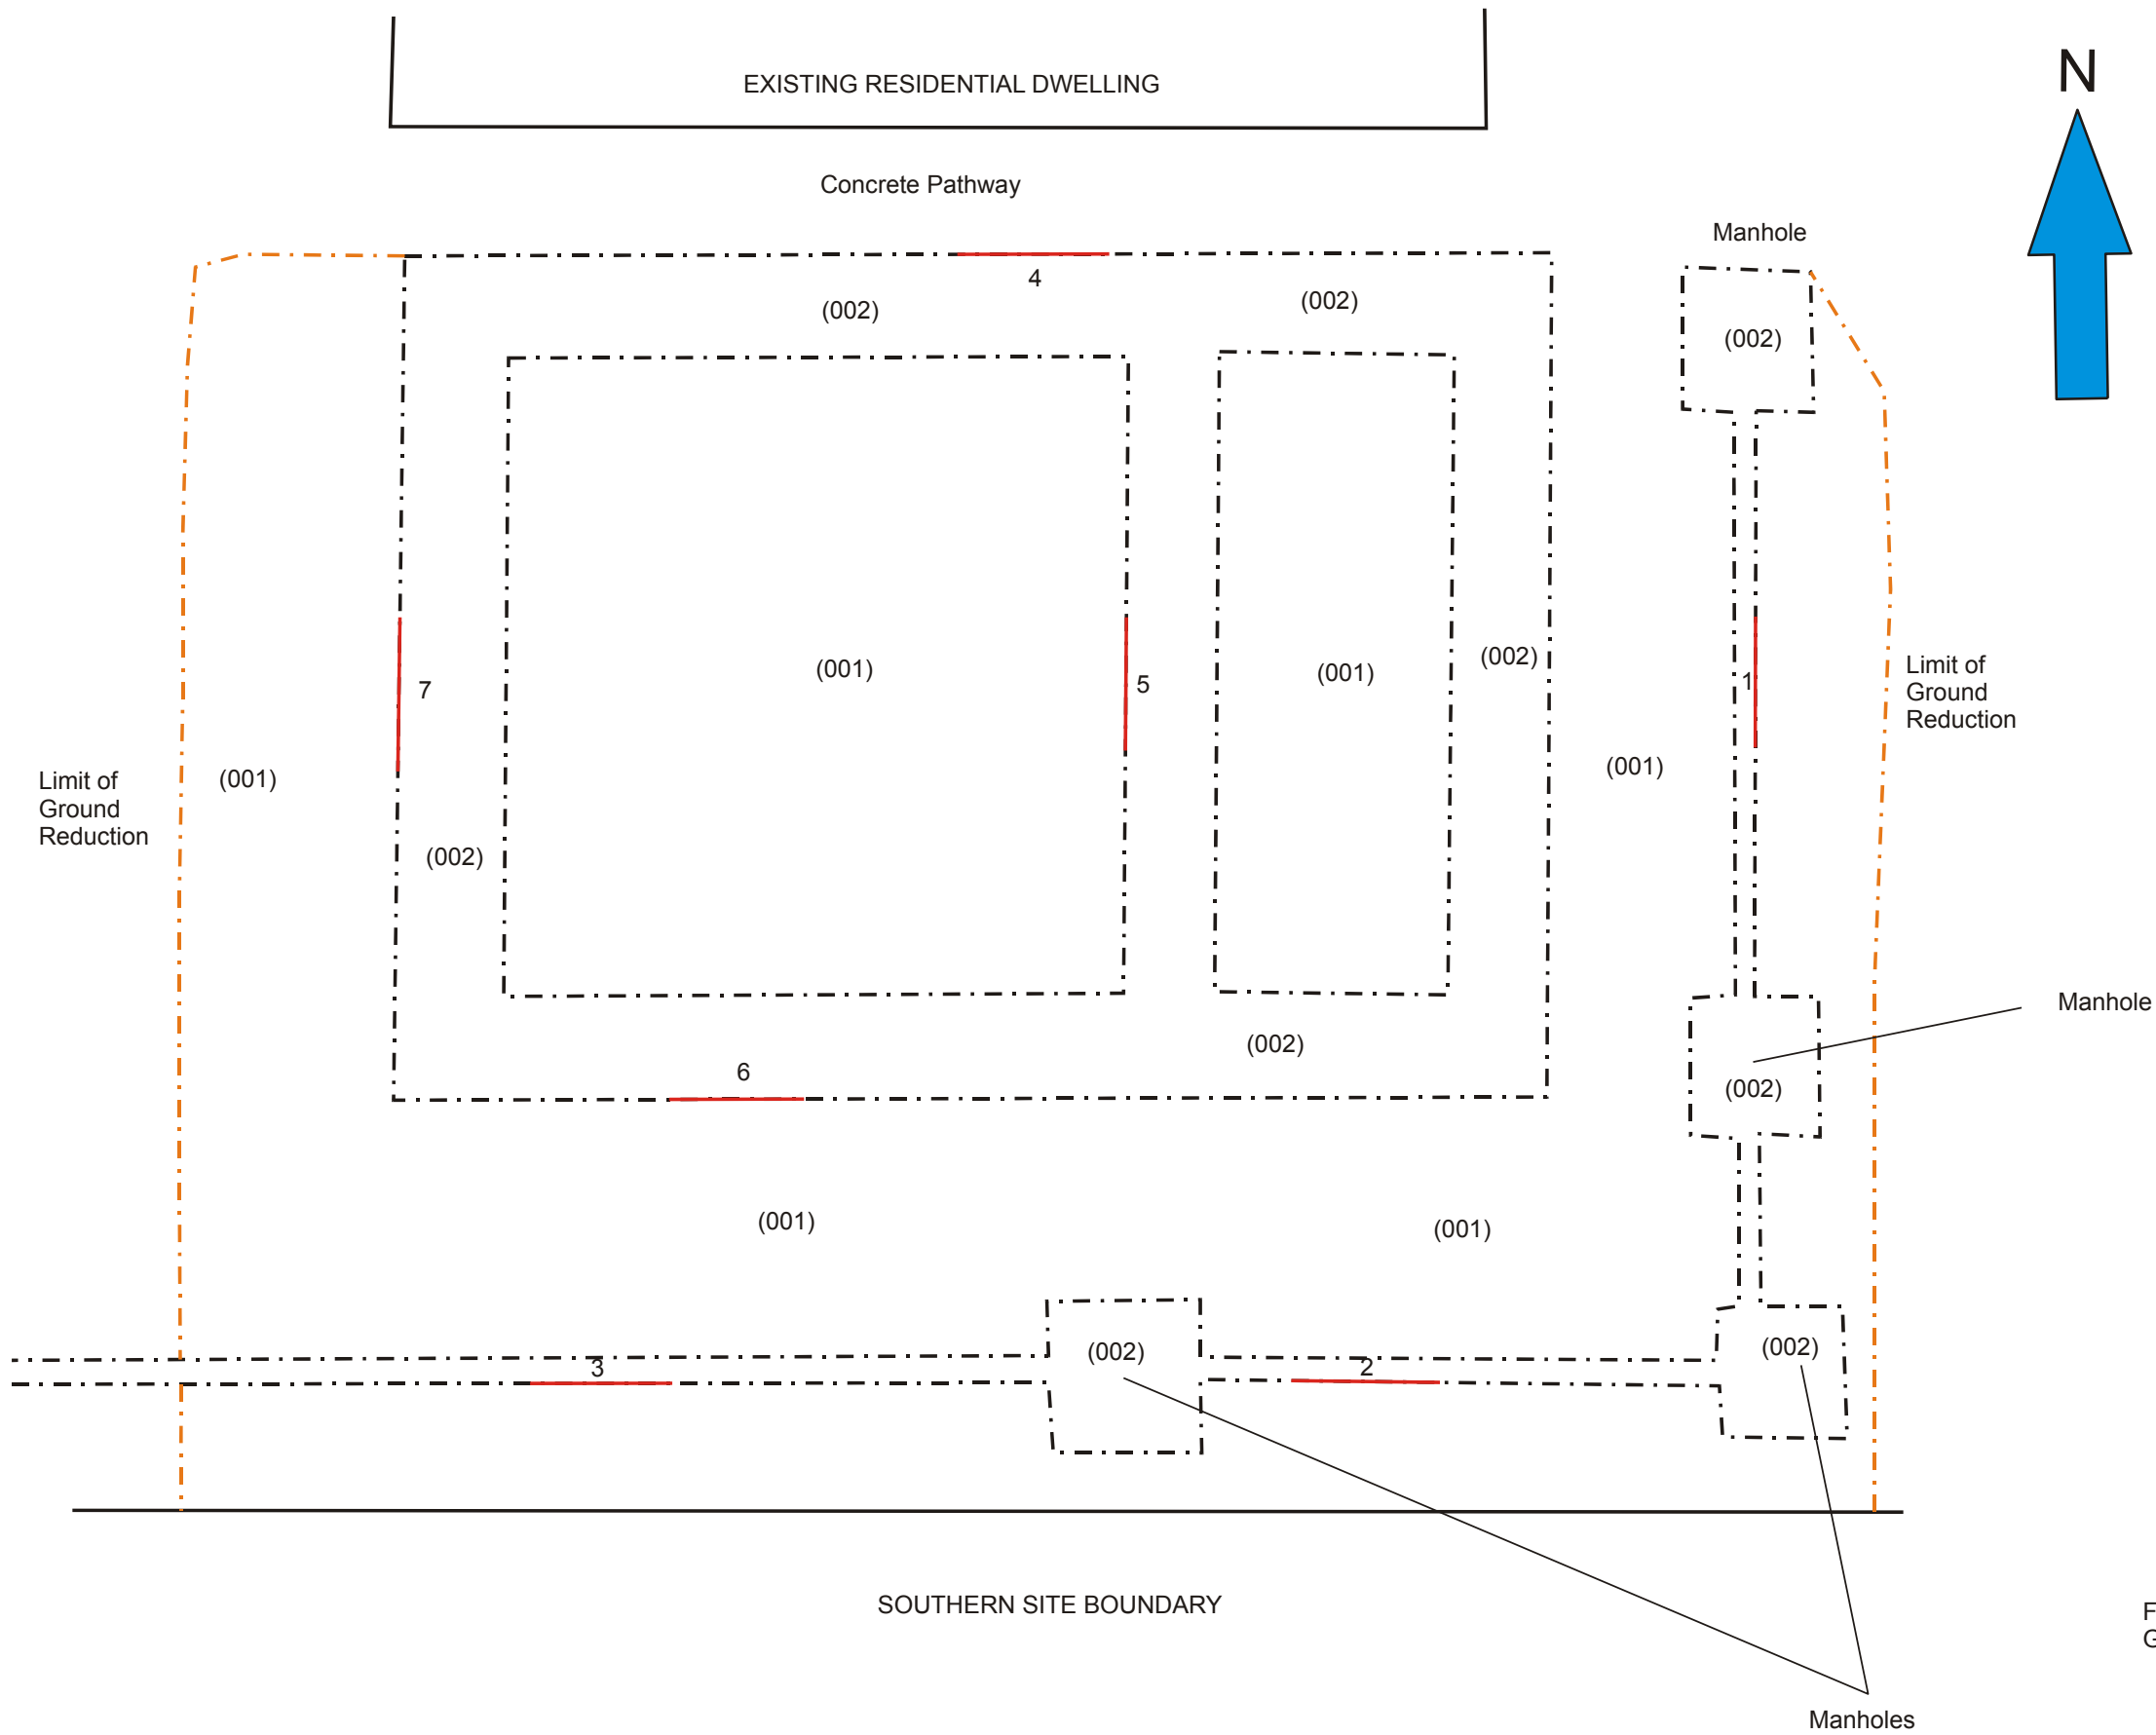 EXISTING RESIDENTIAL DWELLING
N
Concrete Pathway
Manhole
4
(002)
(002)
(002)
(001)
(001)
(002)
7
5
1
Limit of
Ground
Reduction
(001)
(001)
Limit of
Ground
Reduction
(002)
Manhole
(002)
6
(002)
(001)
(001)
(002)
(002)
3
2
SOUTHERN SITE BOUNDARY
Manholes